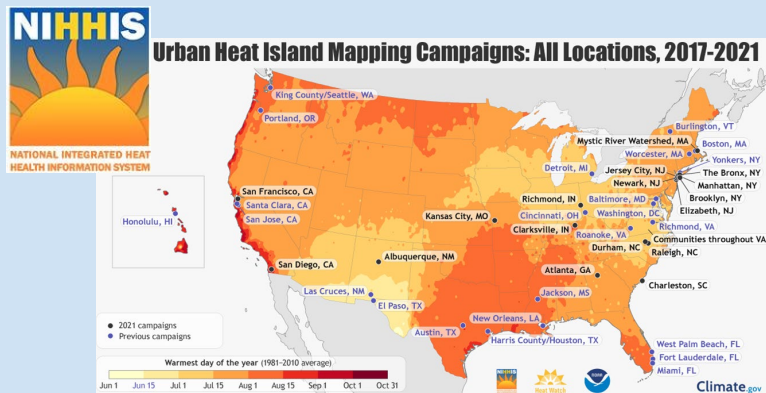 NIHHIS
NATIONAL INTEGRATED HEAT
HEALTH INFORMATION SYSTEM
Urban Heat Island Mapping Campaigns: All Locations, 2017-2021
King County/Seattle, WA
Portland, OR
Burlington, VT
Mystic River Watershed, MA
Boston, MA
Worcester, MA
Yonkers, NY
Detroit, MI
Jersey City, NJ
The Bronx, NY
Newark, NJ
Manhattan, NY
San Francisco, CA
Richmond, IN
Baltimore, MD
Brooklyn, NY
Santa Clara, CA
Cincinnati, OH
Washington, DC
Elizabeth, NJ
Honolulu, HI
San Jose, CA
Kansas City, MO
Clarksville, IN
Richmond, VA
Roanoke, VA
Communities throughout VA
Durham, NC
Raleigh, NC
San Diego, CA
Albuquerque, NM
Atlanta, GA
Charleston, SC
Las Cruces, NM
Jackson, MS
El Paso, TX
New Orleans, LA
Austin, TX
Harris County/Houston, TX
West Palm Beach, FL
Fort Lauderdale, FL
Miami, FL
2021 campaigns
Previous campaigns
Warmest day of the year (1981-2010 average)
Jun 1 Jun 15 Jul 1 Jul 15 Aug 1 Aug 15 Sep 1 Oct 1 Oct 31
Heat Watch
Climate.gov